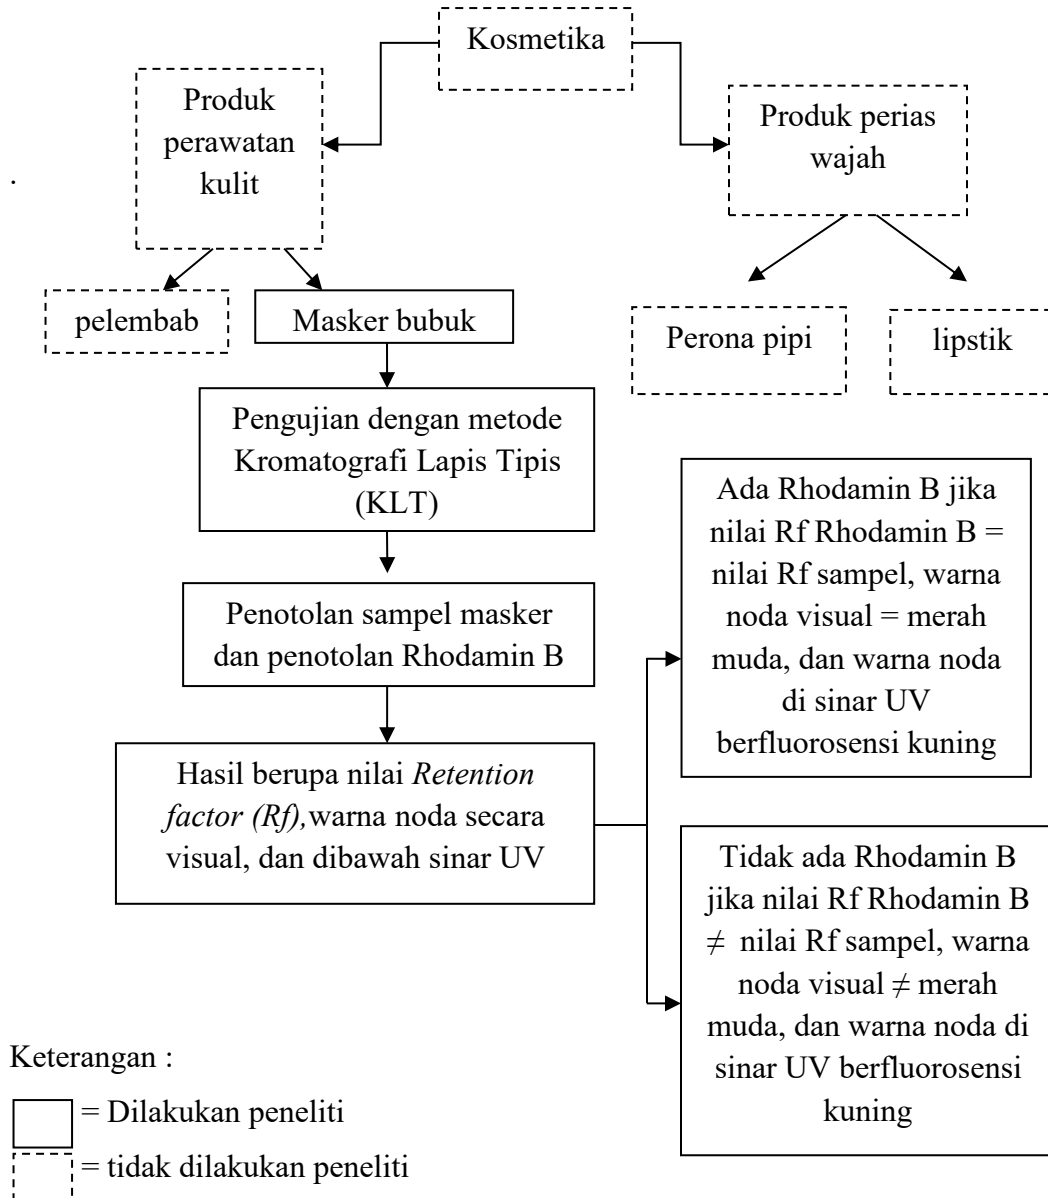 Kosmetika
Produk
perawatan
kulit
Produk perias
wajah
.
pelembab
Masker bubuk
Perona pipi
lipstik
Pengujian dengan metode
Kromatografi Lapis Tipis
(KLT)
Penotolan sampel masker
dan penotolan Rhodamin B
Hasil berupa nilai Retention
factor (Rf),warna noda secara
visual, dan dibawah sinar UV
Ada Rhodamin B jika
nilai Rf Rhodamin B =
nilai Rf sampel, warna
noda visual = merah
muda, dan warna noda
di sinar UV
berfluorosensi kuning
Tidak ada Rhodamin B
jika nilai Rf Rhodamin B
≠ nilai Rf sampel, warna
noda visual ≠ merah
muda, dan warna noda di
sinar UV berfluorosensi
kuning
Keterangan :
= Dilakukan peneliti
= tidak dilakukan peneliti